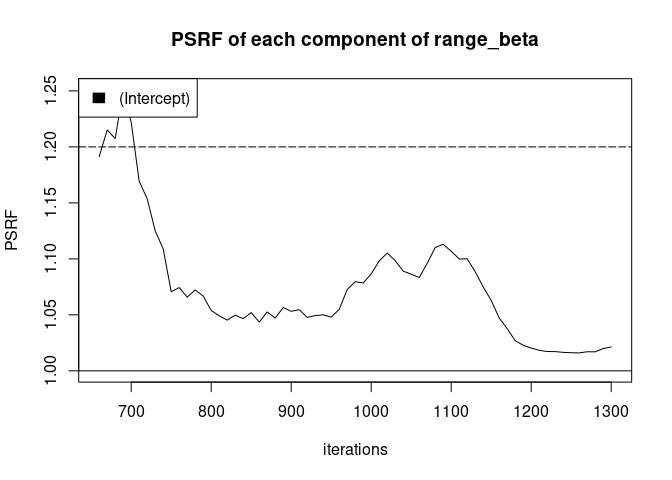 PSRF of each component of range_beta
(Intercept)
PSRF
1.25
1.20
1.15
1.10
1.05
1.00
700 800 900 1000 1100 1200 1300
iterations